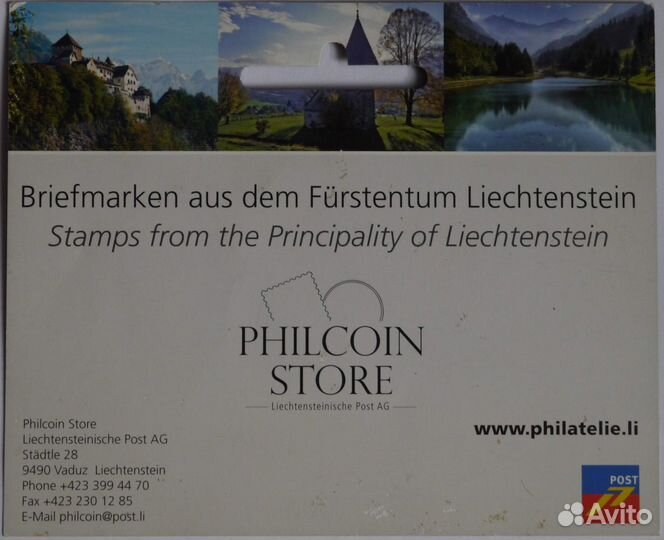 Briefmarken aus dem Fürstentum Liechtenstein
Stamps from the Principality of Liechtenstein
PHILCOIN
STORE
Liechtensteinische Post AG
Philcoin Store
Liechtensteinische Post AG
Städtle 28
9490 Vaduz Liechtenstein
Phone +423 399 44 70
Fax +423 230 12 85
E-Mail philcoin@post.li
www.philatelie.li
POST
Avito